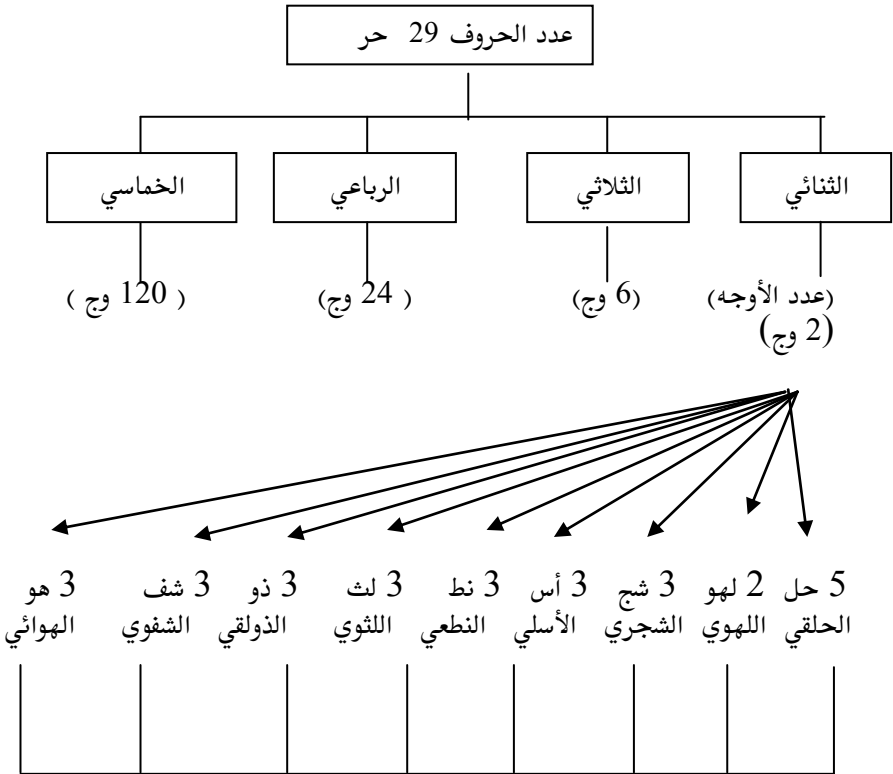 عدد الحروف 29 حر
الثنائي
الثلاثي
الرباعي
الخماسي
(عدد الأوجه)
(2 وج)
(6 وج)
( 24 وج)
( 120 وج )
5 حل 2 لهو 3 شج 3 أس 3 نط 3 لث 3 ذو 3 شف 3 هو
الحلقي اللهوي الشجري الأسلي النطعي اللثوي الذولقي الشفوي الهوائي